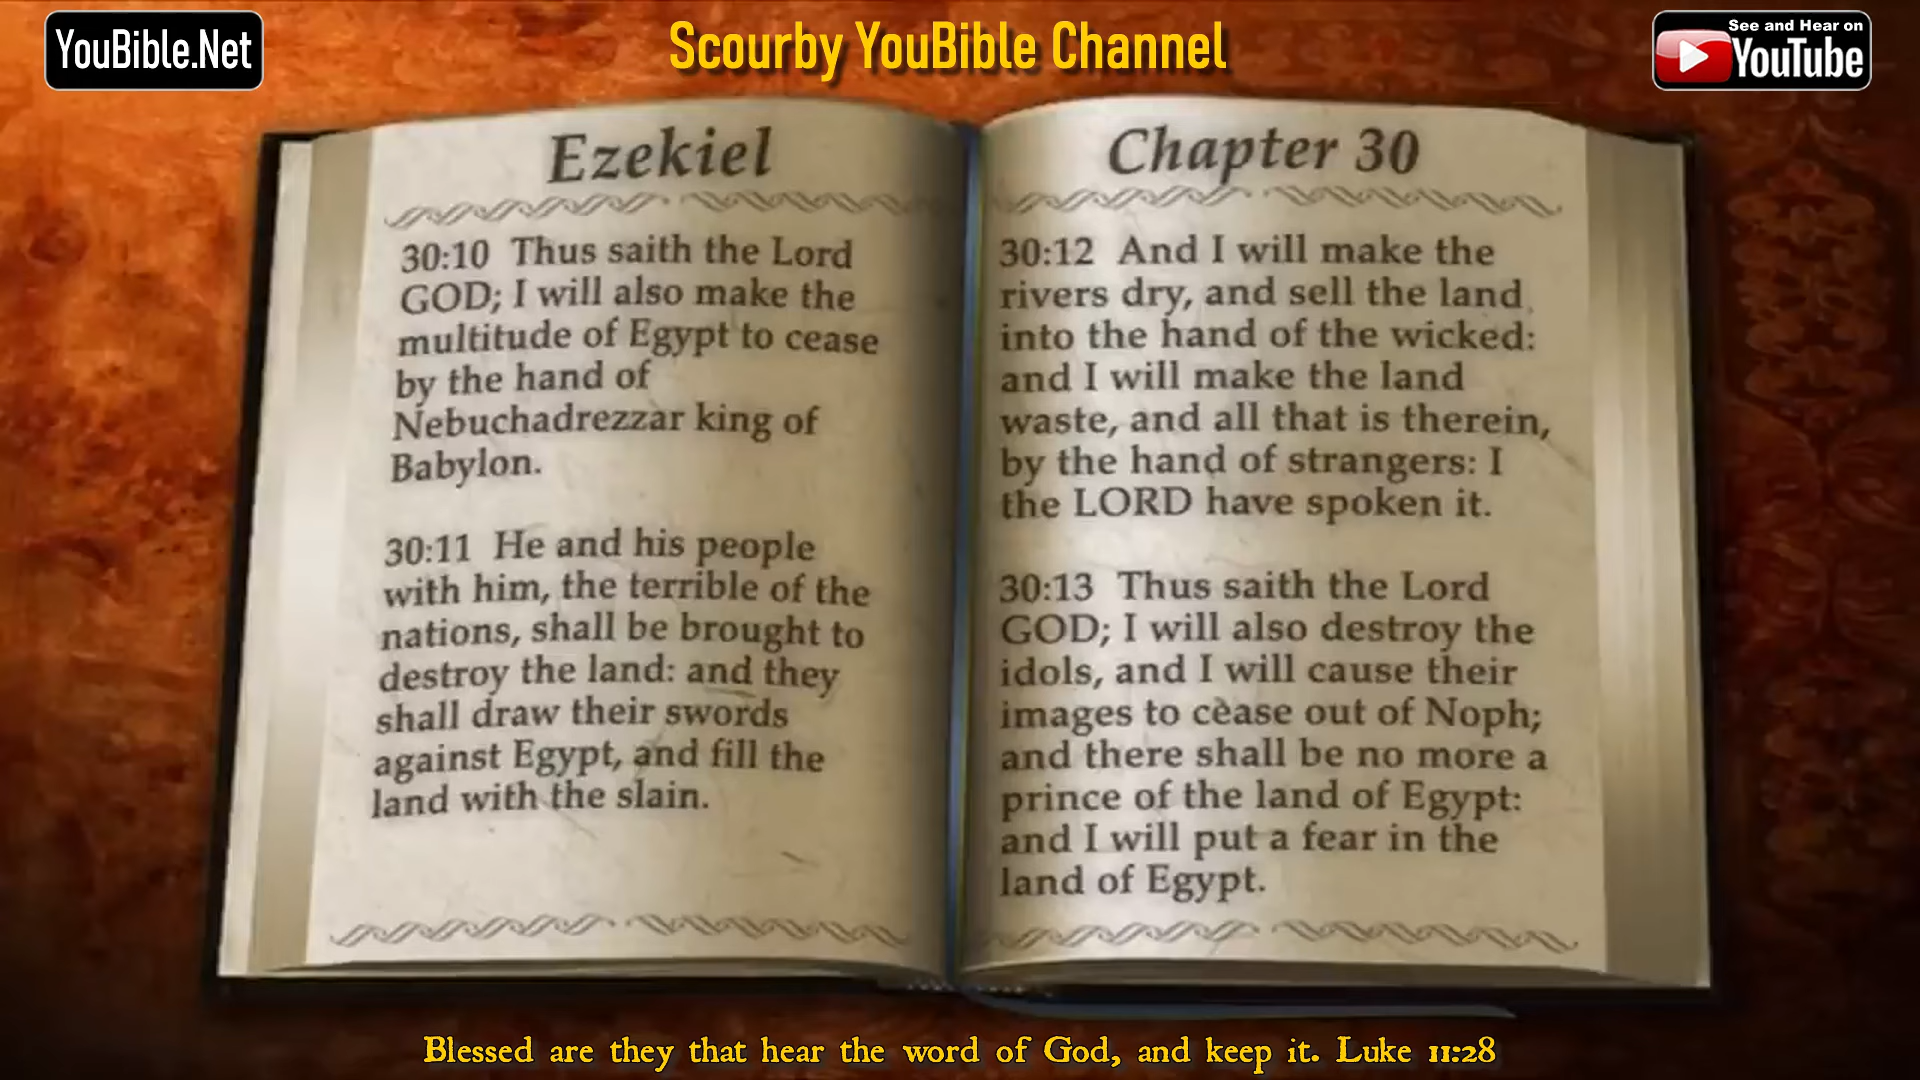 YouBible.Net
Scourby YouBible Channel
See and Hear on
YouTube
Ezekiel
30:10 Thus saith the Lord
GOD; I will also make the
multitude of Egypt to cease
by the hand of
Nebuchadrezzar king of
Babylon.
30:11 He and his people
with him, the terrible of the
nations, shall be brought to
destroy the land: and they
shall draw their swords
against Egypt, and fill the
land with the slain.
Chapter 30
30:12 And I will make the
rivers dry, and sell the land
into the hand of the wicked:
and I will make the land
waste, and all that is therein,
by the hand of strangers: I
the LORD have spoken it.
30:13 Thus saith the Lord
GOD; I will also destroy the
idols, and I will cause their
images to cease out of Noph;
and there shall be no more a
prince of the land of Egypt:
and I will put a fear in the
land of Egypt.
Blessed are they that hear the word of God, and keep it. Luke 11:28